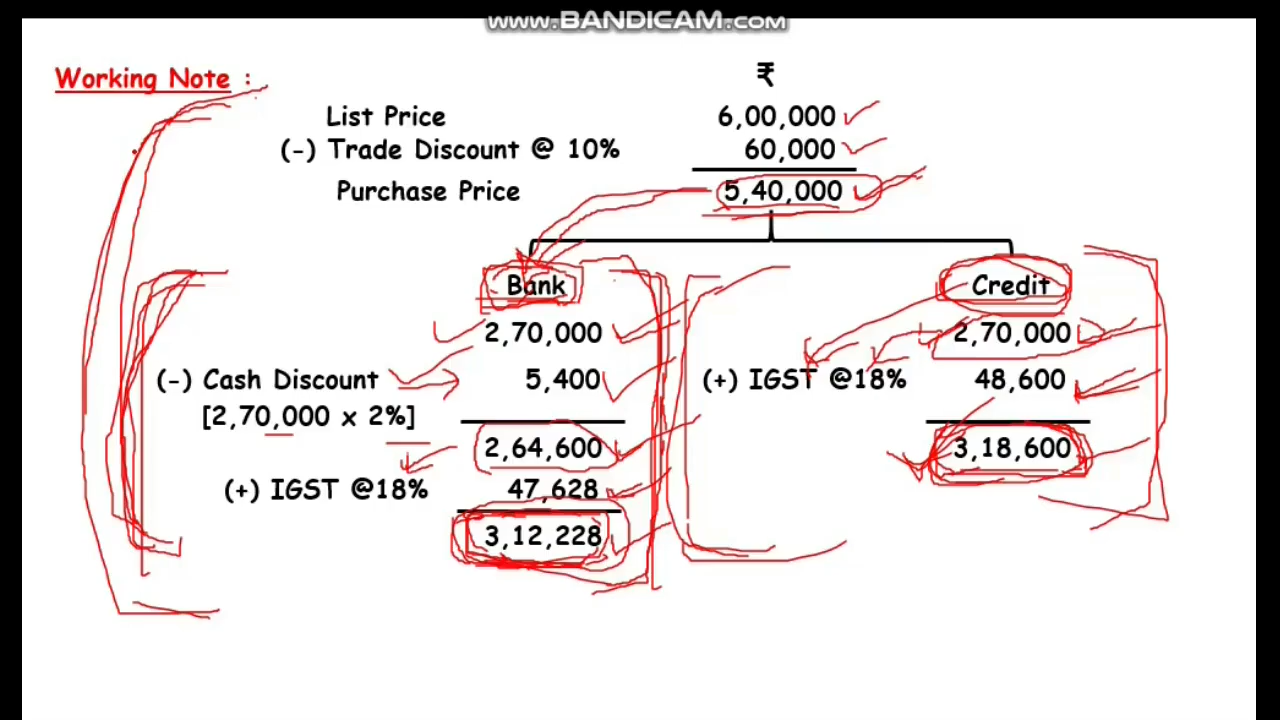 www.BANDICAM.com
Working Note :
₹
List Price 6,00,000
(-) Trade Discount @ 10% 60,000
Purchase Price 5,40,000
Bank Credit
2,70,000 2,70,000
(-) Cash Discount 5,400 (+) IGST @18% 48,600
[2,70,000 x 2%]
2,64,600 3,18,600
(+) IGST @18% 47,628
3,12,228